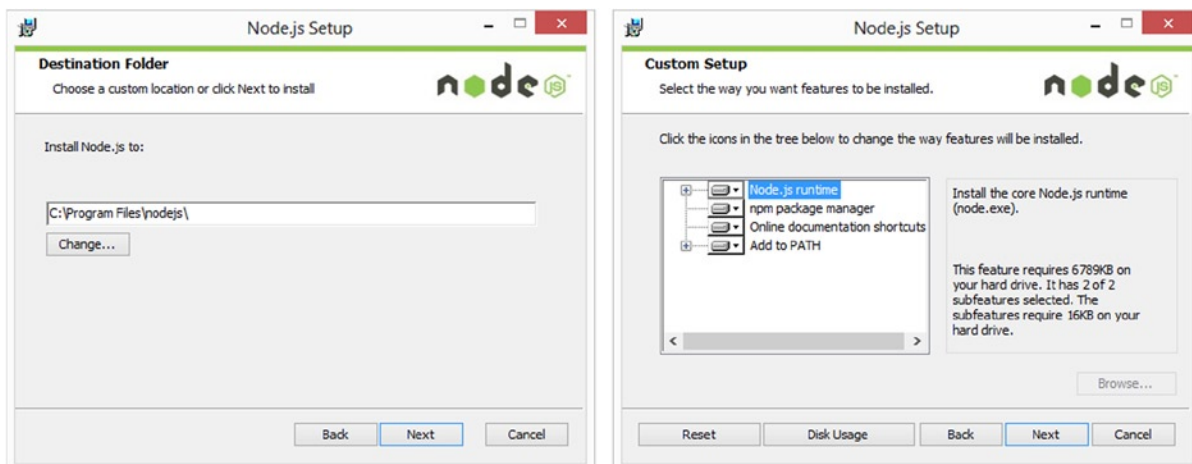 Node.js Setup
Destination Folder
Choose a custom location or click Next to install
node JS
Install Node.js to:
C:\Program Files\nodejs\
Change...
Back
Next
Cancel
Node.js Setup
Custom Setup
Select the way you want features to be installed.
node JS
Click the icons in the tree below to change the way features will be installed.
Node.js runtime
npm package manager
Online documentation shortcuts
Add to PATH
Install the core Node.js runtime
(node.exe).
This feature requires 6789KB on
your hard drive. It has 2 of 2
subfeatures selected. The
subfeatures require 16KB on your
hard drive.
Browse...
Reset
Disk Usage
Back
Next
Cancel